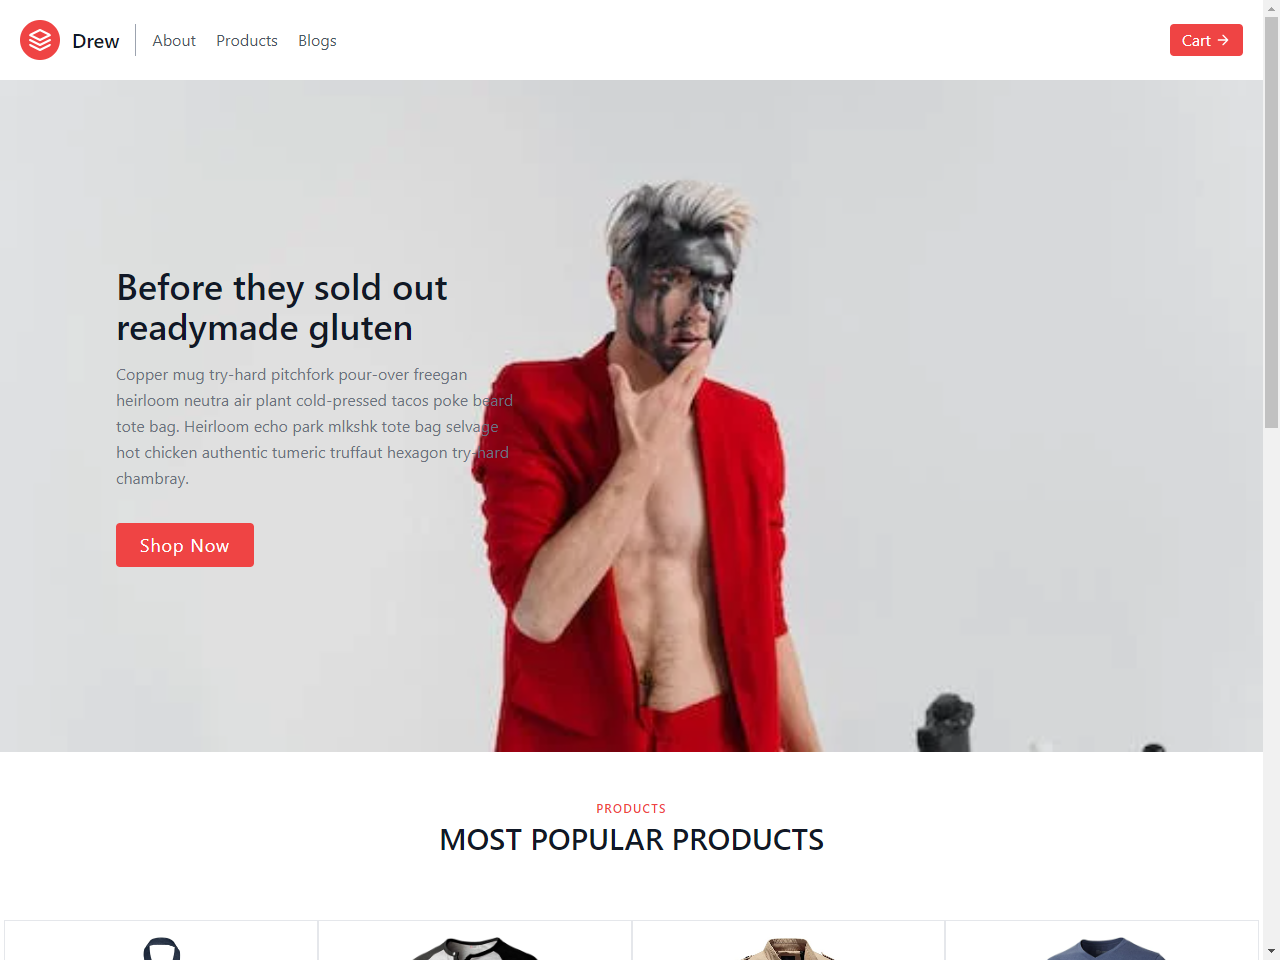 Drew
About
Products
Blogs
Cart
Before they sold out
readymade gluten
Copper mug try-hard pitchfork pour-over freegan
heirloom neutra air plant cold-pressed tacos poke beard
tote bag. Heirloom echo park mlkshk tote bag selvage
hot chicken authentic tumeric truffaut hexagon try-hard
chambray.
Shop Now
PRODUCTS
MOST POPULAR PRODUCTS